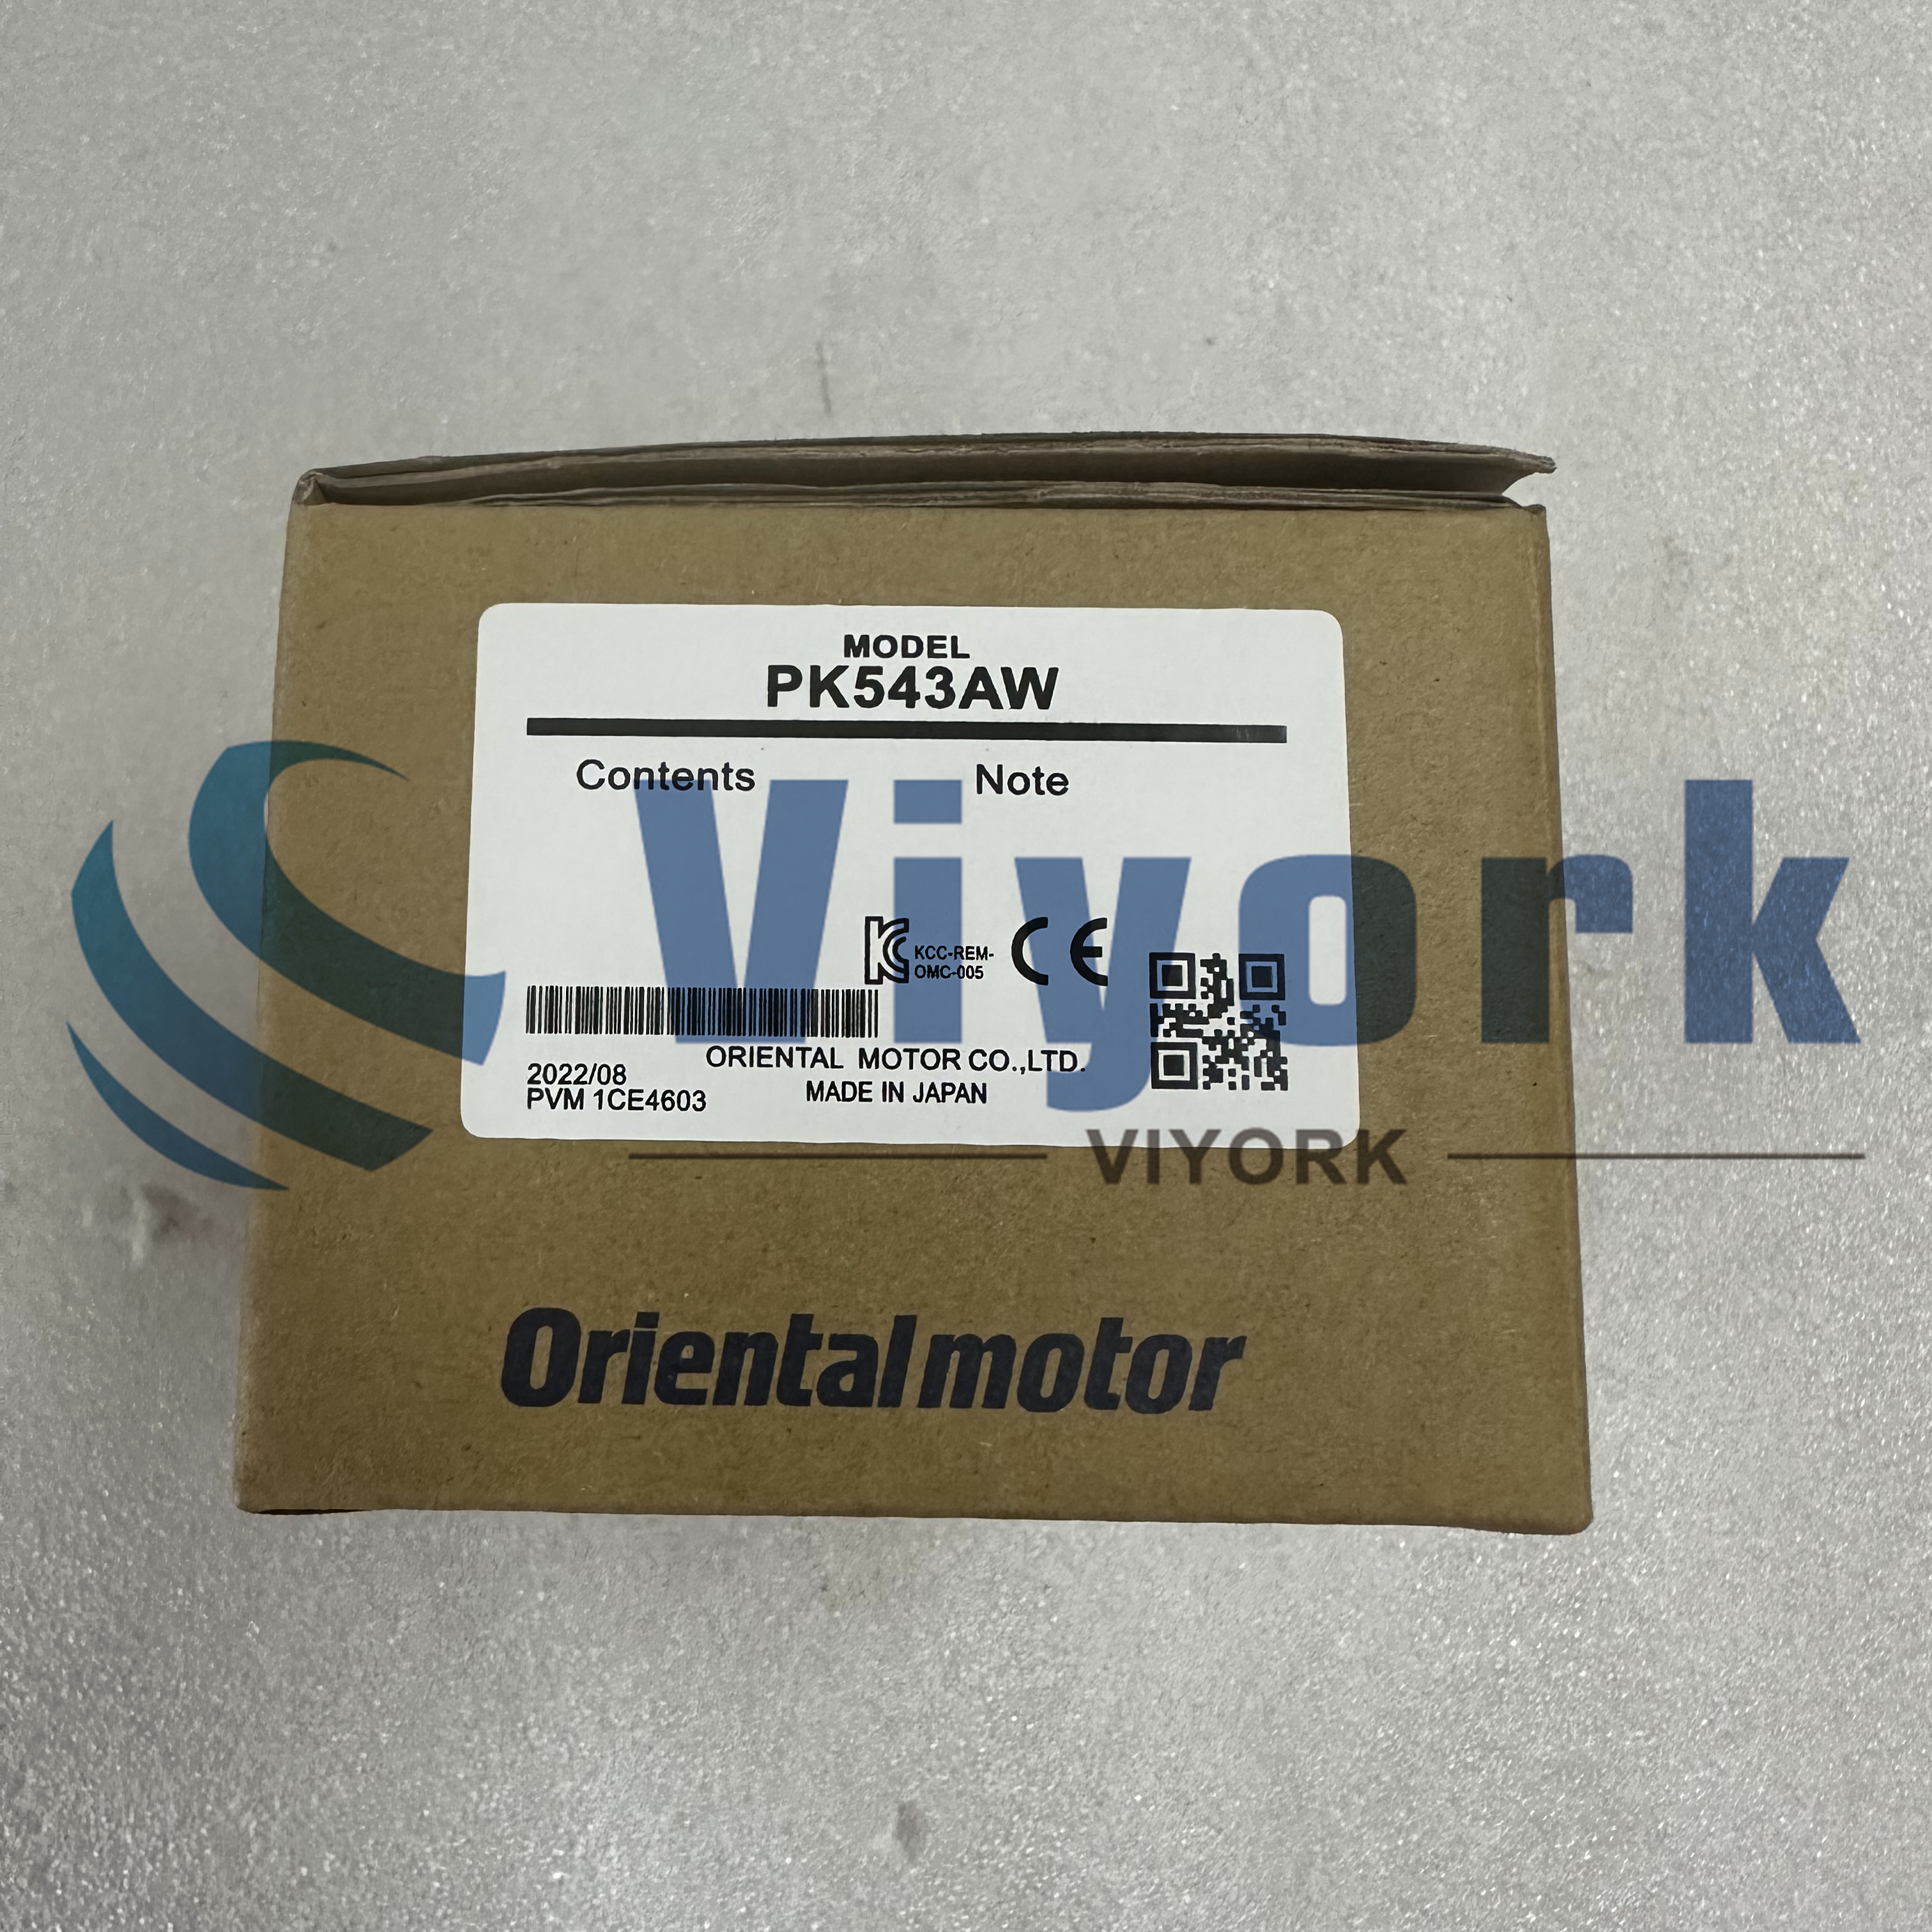 MODEL
PK543AW
Contents Note
KCC-REM-
OMC-005
CE
ORIENTAL MOTOR CO.,LTD.
2022/08
MADE IN JAPAN
PVM 1CE4603
Viyork
VIYORK
Orientalmotor